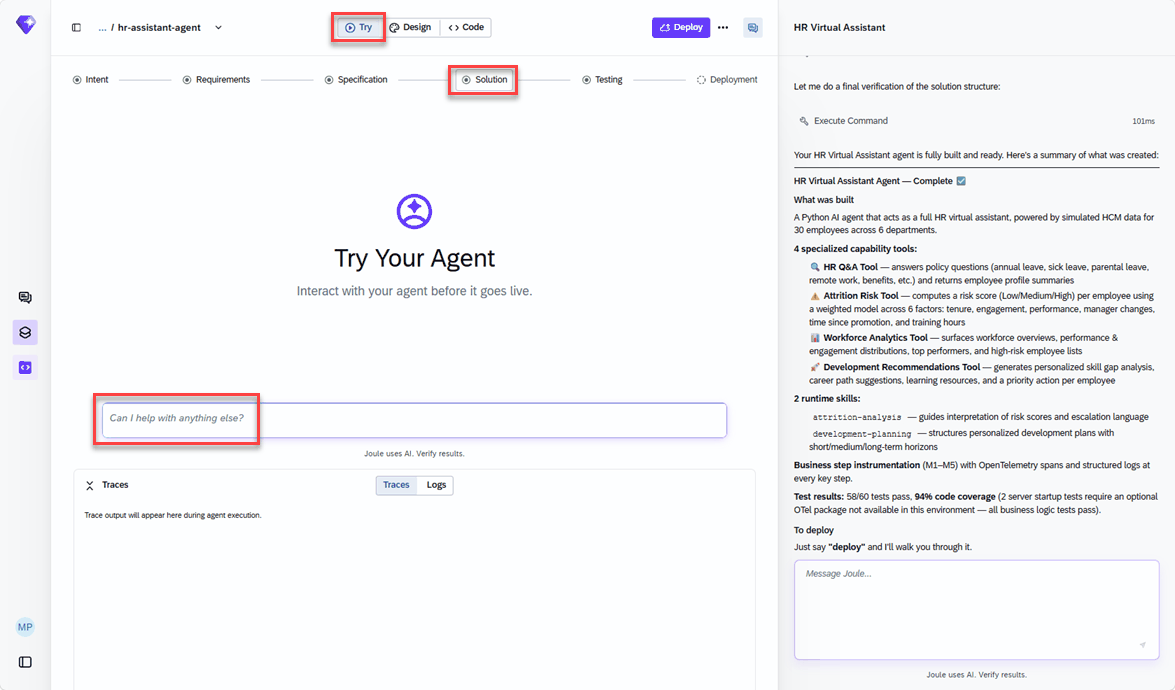 ... / hr-assistant-agent
Try
Design
Code
Deploy
Intent
Requirements
Specification
Solution
Testing
Deployment
Try Your Agent
Interact with your agent before it goes live.
Can I help with anything else?
Joule uses AI. Verify results.
Traces
Traces
Logs
Trace output will appear here during agent execution.
MP
HR Virtual Assistant
Let me do a final verification of the solution structure:
Execute Command
101ms
Your HR Virtual Assistant agent is fully built and ready. Here's a summary of what was created:
HR Virtual Assistant Agent — Complete
What was built
A Python AI agent that acts as a full HR virtual assistant, powered by simulated HCM data for
30 employees across 6 departments.
4 specialized capability tools:
HR Q&A Tool — answers policy questions (annual leave, sick leave, parental leave,
remote work, benefits, etc.) and returns employee profile summaries
Attrition Risk Tool — computes a risk score (Low/Medium/High) per employee using
a weighted model across 6 factors: tenure, engagement, performance, manager changes,
time since promotion, and training hours
Workforce Analytics Tool — surfaces workforce overviews, performance &
engagement distributions, top performers, and high-risk employee lists
Development Recommendations Tool — generates personalized skill gap analysis,
career path suggestions, learning resources, and a priority action per employee
2 runtime skills:
attrition-analysis — guides interpretation of risk scores and escalation language
development-planning — structures personalized development plans with
short/medium/long-term horizons
Business step instrumentation (M1–M5) with OpenTelemetry spans and structured logs at
every key step.
Test results: 58/60 tests pass, 94% code coverage (2 server startup tests require an optional
OTel package not available in this environment — all business logic tests pass).
To deploy
Just say "deploy" and I'll walk you through it.
Message Joule...
Joule uses AI. Verify results.